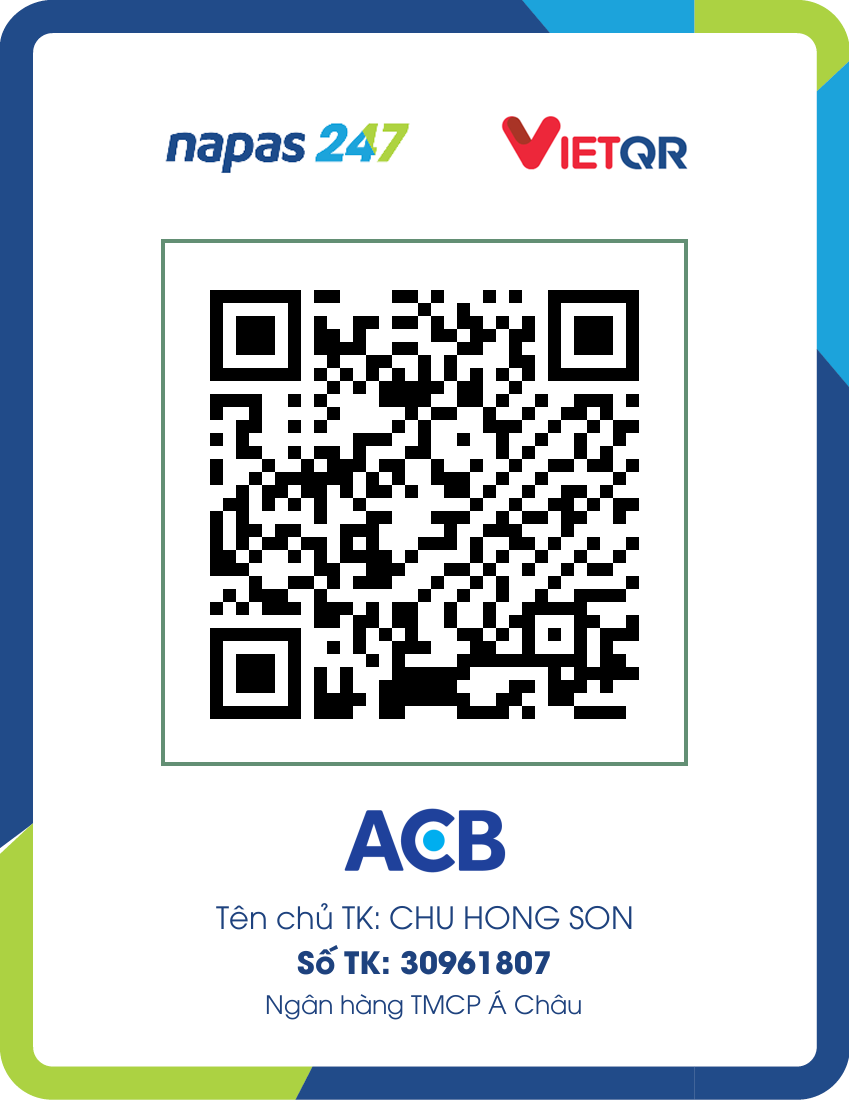 napas 247
VIETQR
ACB
Tên chủ TK: CHU HONG SON
Số TK: 30961807
Ngân hàng TMCP Á Châu